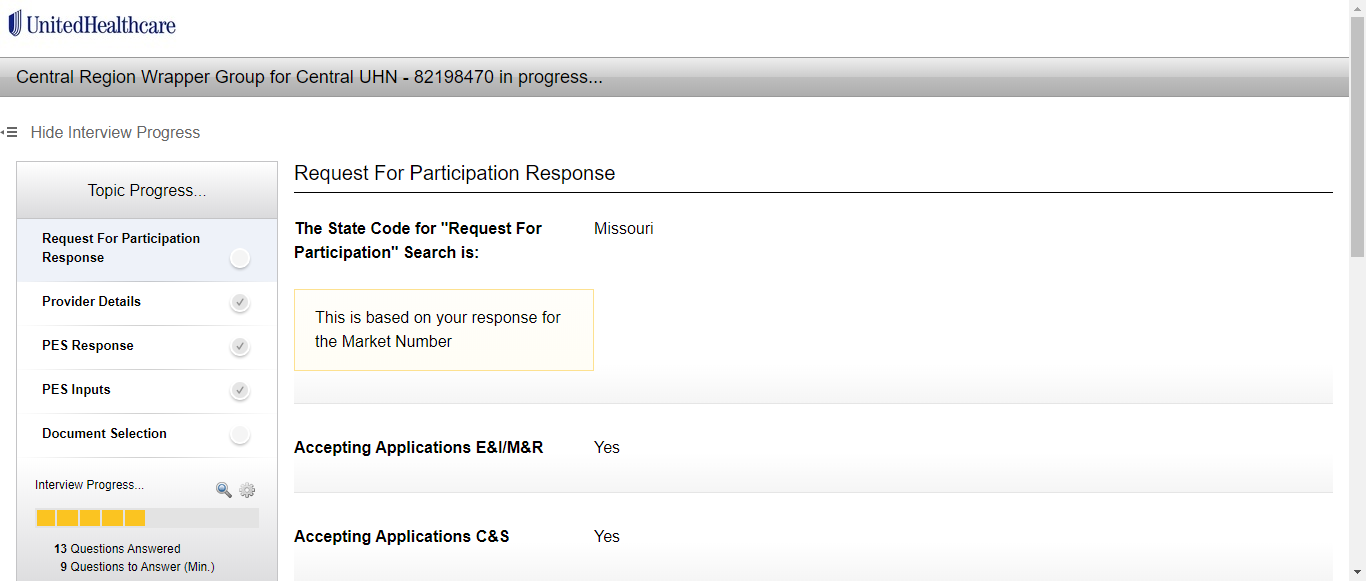 UnitedHealthcare
Central Region Wrapper Group for Central UHN - 82198470 in progress...
Hide Interview Progress
Topic Progress...
Request For Participation
Response
Provider Details
PES Response
PES Inputs
Document Selection
Interview Progress...
13 Questions Answered
9 Questions to Answer (Min.)
Request For Participation Response
The State Code for "Request For Missouri
Participation" Search is:
This is based on your response for
the Market Number
Accepting Applications E&I/M&R Yes
Accepting Applications C&S Yes